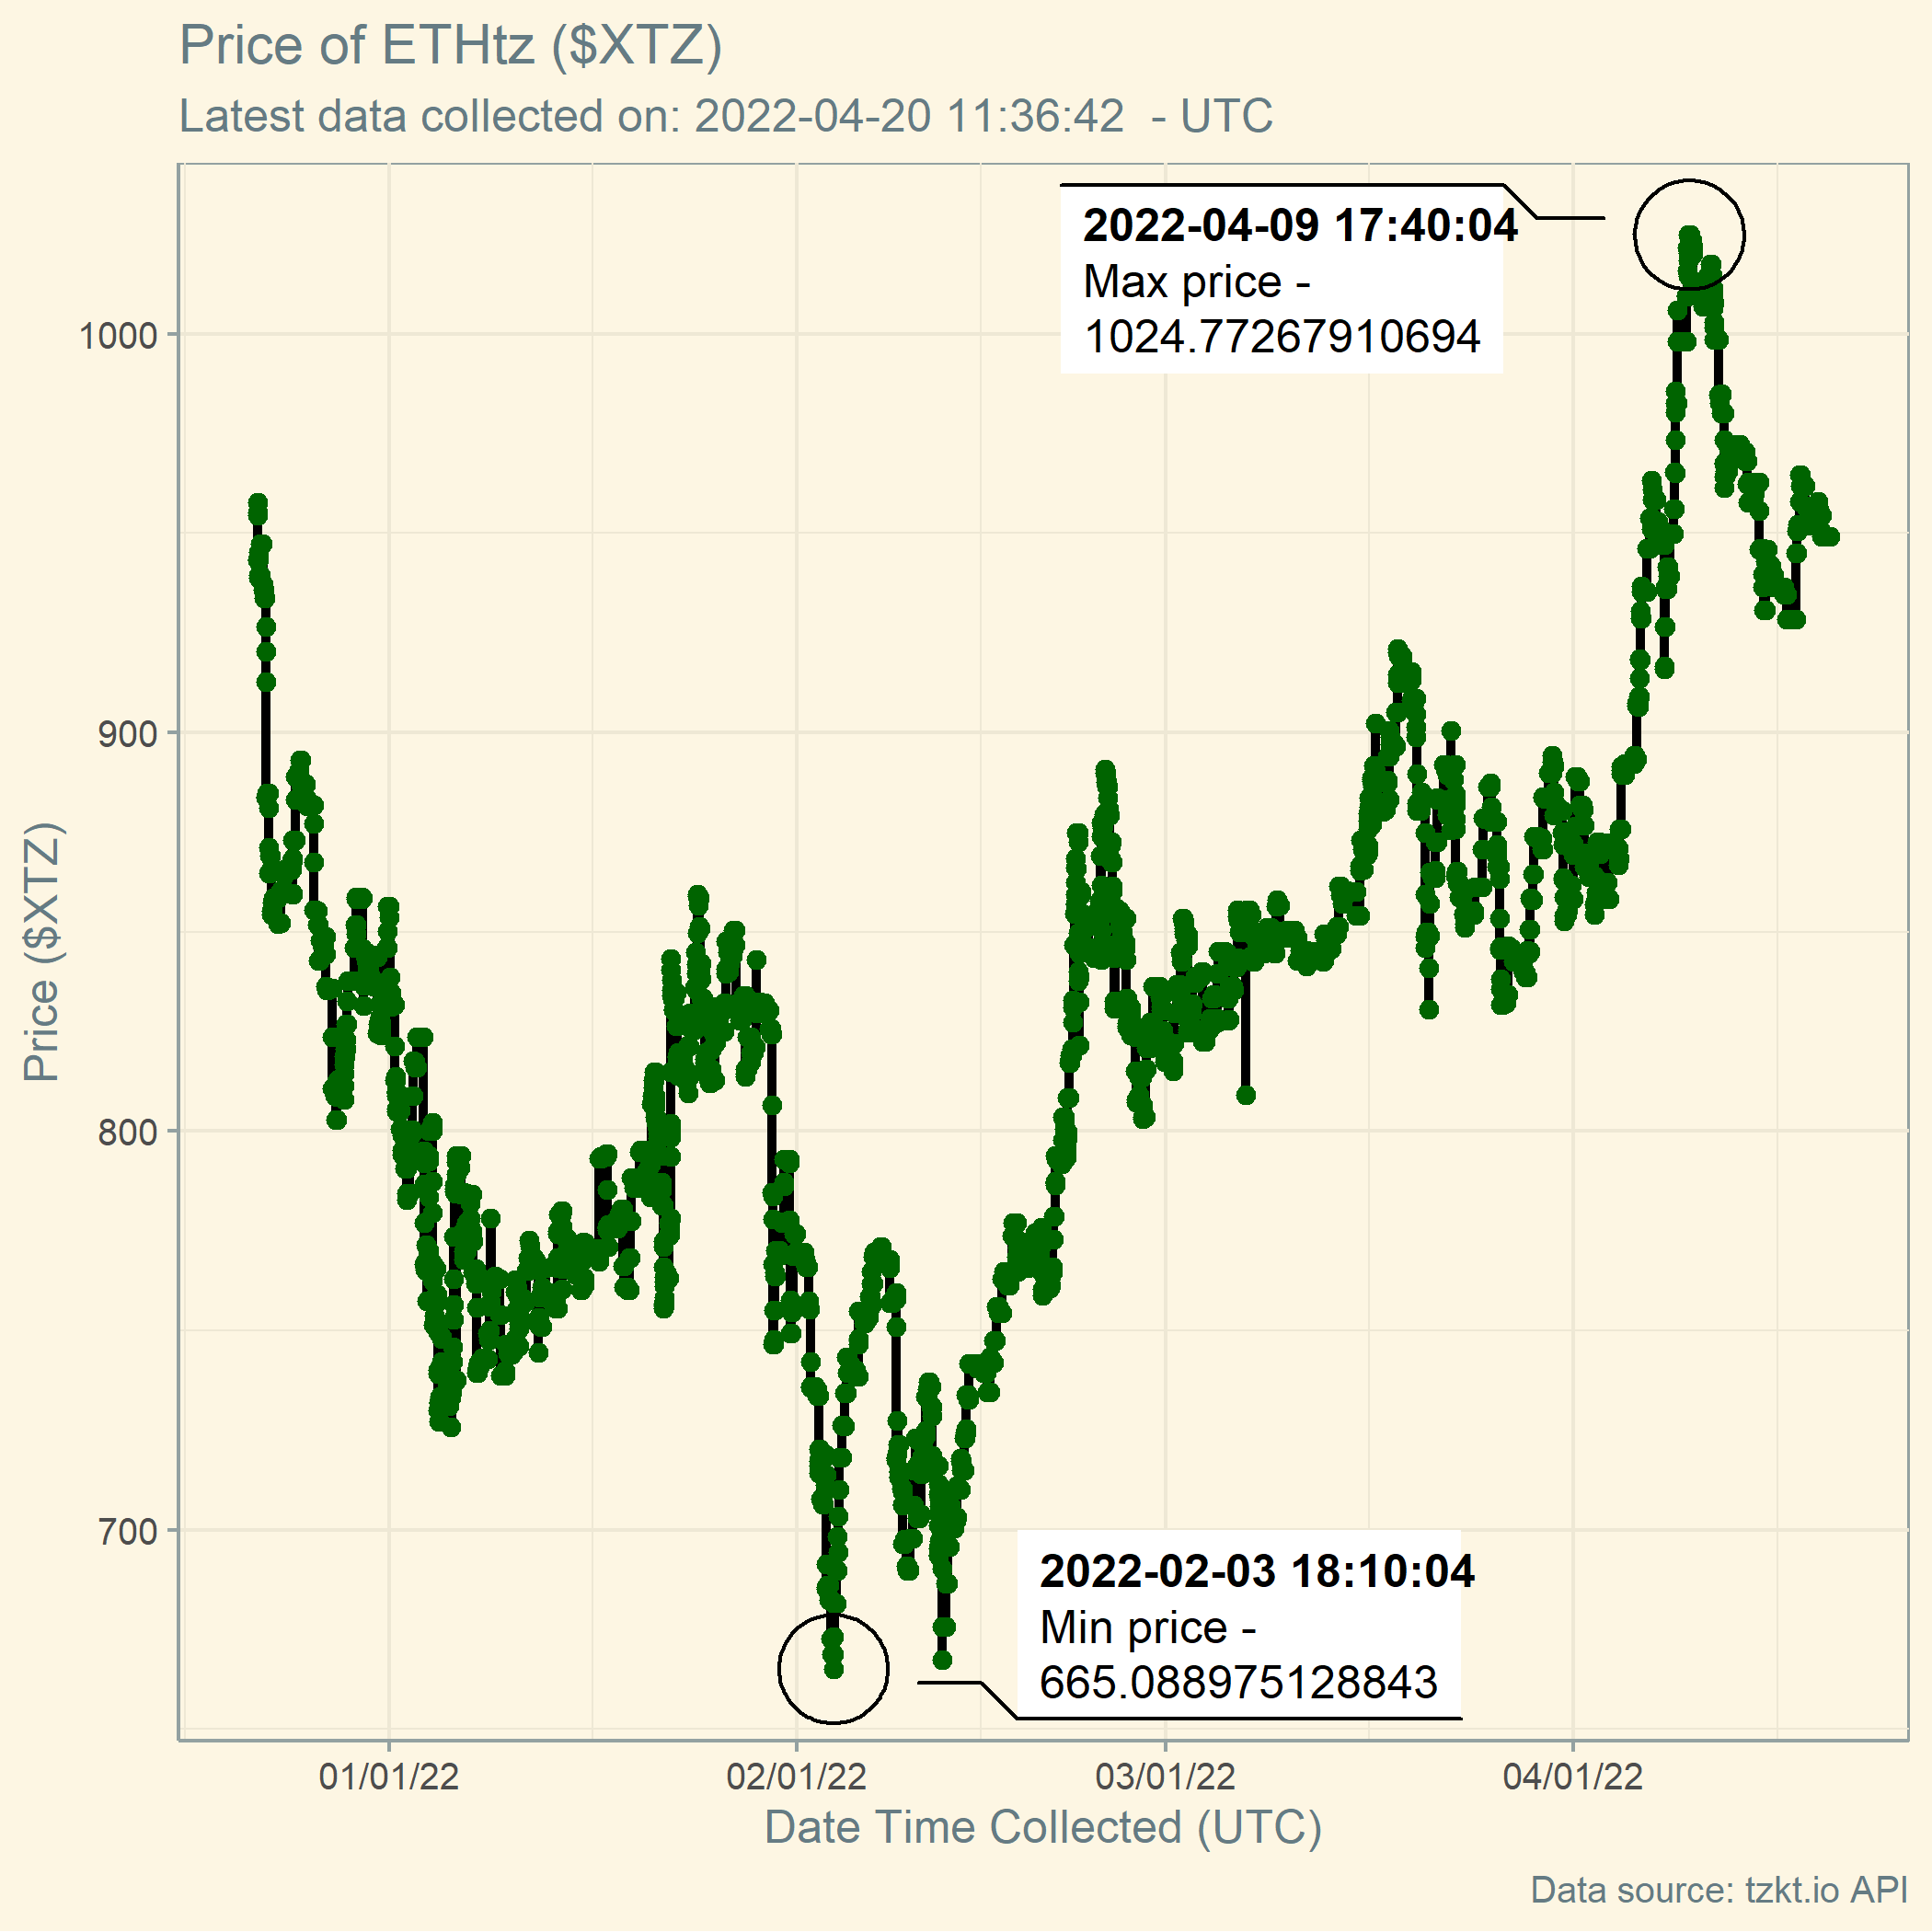 Price of ETHtz ($XTZ)
Latest data collected on: 2022-04-20 11:36:42  - UTC
2022-04-09 17:40:04
Max price -
1024.77267910694
1000
900
800
700
Price ($XTZ)
2022-02-03 18:10:04
Min price -
665.088975128843
01/01/22
02/01/22
03/01/22
04/01/22
Date Time Collected (UTC)
Data source: tzkt.io API